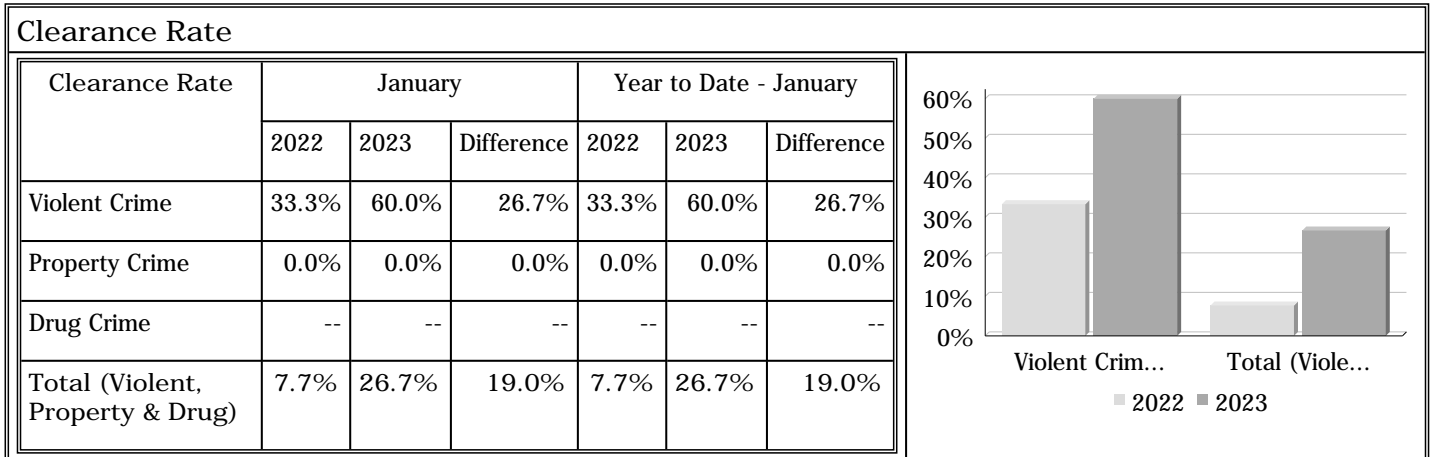 Clearance Rate
Clearance Rate January Year to Date - January
2022 2023 Difference 2022 2023 Difference
Violent Crime 33.3% 60.0% 26.7% 33.3% 60.0% 26.7%
Property Crime 0.0% 0.0% 0.0% 0.0% 0.0% 0.0%
Drug Crime -- -- -- -- -- --
Total (Violent, 7.7% 26.7% 19.0% 7.7% 26.7% 19.0%
Property & Drug)
60%
50%
40%
30%
20%
10%
0%
Violent Crim... Total (Viole...
2022 2023